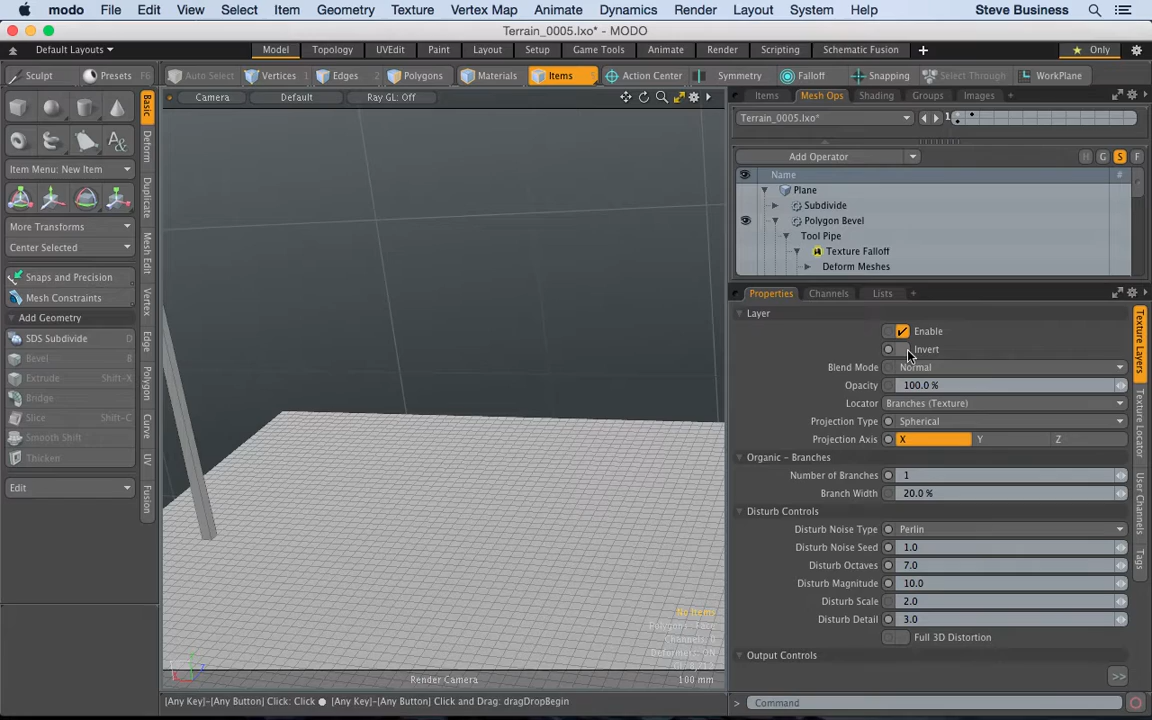 modo File Edit View Select Item Geometry Texture Vertex Map Animate Dynamics Render Layout System Help Steve Business
Terrain_0005.lxo* - MODO
Default Layouts Model Topology UVEdit Paint Layout Setup Game Tools Animate Render Scripting Schematic Fusion + Only
Sculpt Presets F6 Auto Select Vertices 1 Edges 2 Polygons Materials Items 5 Action Center Symmetry Falloff Snapping Select Through WorkPlane
Camera Default Ray GL: Off
Items Mesh Ops Shading Groups Images +
Terrain_0005.lxo* 1
Add Operator H G S F
Name #
Plane
Subdivide
Polygon Bevel
Tool Pipe
Texture Falloff
Deform Meshes
Basic
Deform
Duplicate
Mesh Edit
Vertex
Edge
Polygon
Curve
UV
Fusion
Item Menu: New Item
More Transforms
Center Selected
Snaps and Precision
Mesh Constraints
Add Geometry
SDS Subdivide D
Bevel B
Extrude Shift-X
Bridge
Slice Shift-C
Smooth Shift
Thicken
Edit
Properties Channels Lists +
Layer
Enable
Invert
Blend Mode Normal
Opacity 100.0 %
Locator Branches (Texture)
Projection Type Spherical
Projection Axis X Y Z
Organic - Branches
Number of Branches 1
Branch Width 20.0 %
Disturb Controls
Disturb Noise Type Perlin
Disturb Noise Seed 1.0
Disturb Octaves 7.0
Disturb Magnitude 10.0
Disturb Scale 2.0
Disturb Detail 3.0
Full 3D Distortion
Output Controls
>>
Texture Layers
Texture Locator
User Channels
Tags
No Items
Polygons : Face
Channels: 0
Deformers: ON
100 mm
Render Camera
[Any Key]-[Any Button] Click: Click [Any Key]-[Any Button] Click and Drag: dragDropBegin
> Command